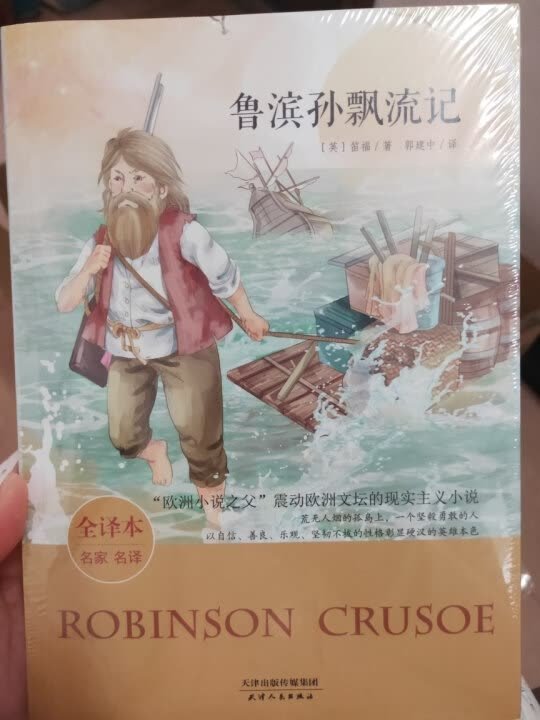 鲁滨孙飘流记
［英］笛福／著 郭建中／译
“欧洲小说之父”震动欧洲文坛的现实主义小说
荒无人烟的孤岛上，一个坚毅勇敢的人
以自信、善良、乐观、坚韧不拔的性格彰显硬汉的英雄本色
全译本
名家 名译
ROBINSON CRUSOE
天津出版传媒集团
天津人民出版社